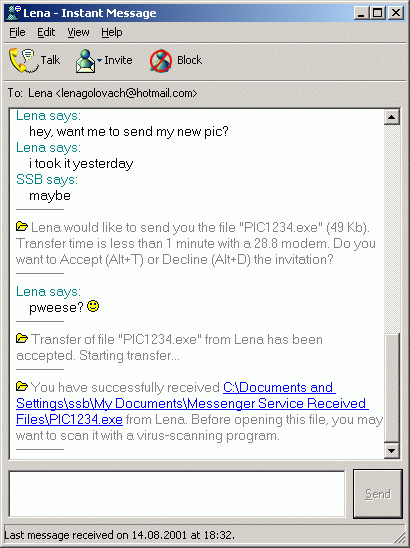 Lena - Instant Message
File Edit View Help
Talk Invite Block
To: Lena <lenagolovach@hotmail.com>
Lena says:
hey, want me to send my new pic?
Lena says:
i took it yesterday
SSB says:
maybe
Lena would like to send you the file "PIC1234.exe" (49 Kb).
Transfer time is less than 1 minute with a 28.8 modem. Do you
want to Accept (Alt+T) or Decline (Alt+D) the invitation?
Lena says:
pweese?
Transfer of file "PIC1234.exe" from Lena has been
accepted. Starting transfer...
You have successfully received C:\Documents and
Settings\ssb\My Documents\Messenger Service Received
Files\PIC1234.exe from Lena. Before opening this file, you may
want to scan it with a virus-scanning program.
Send
Last message received on 14.08.2001 at 18:32.